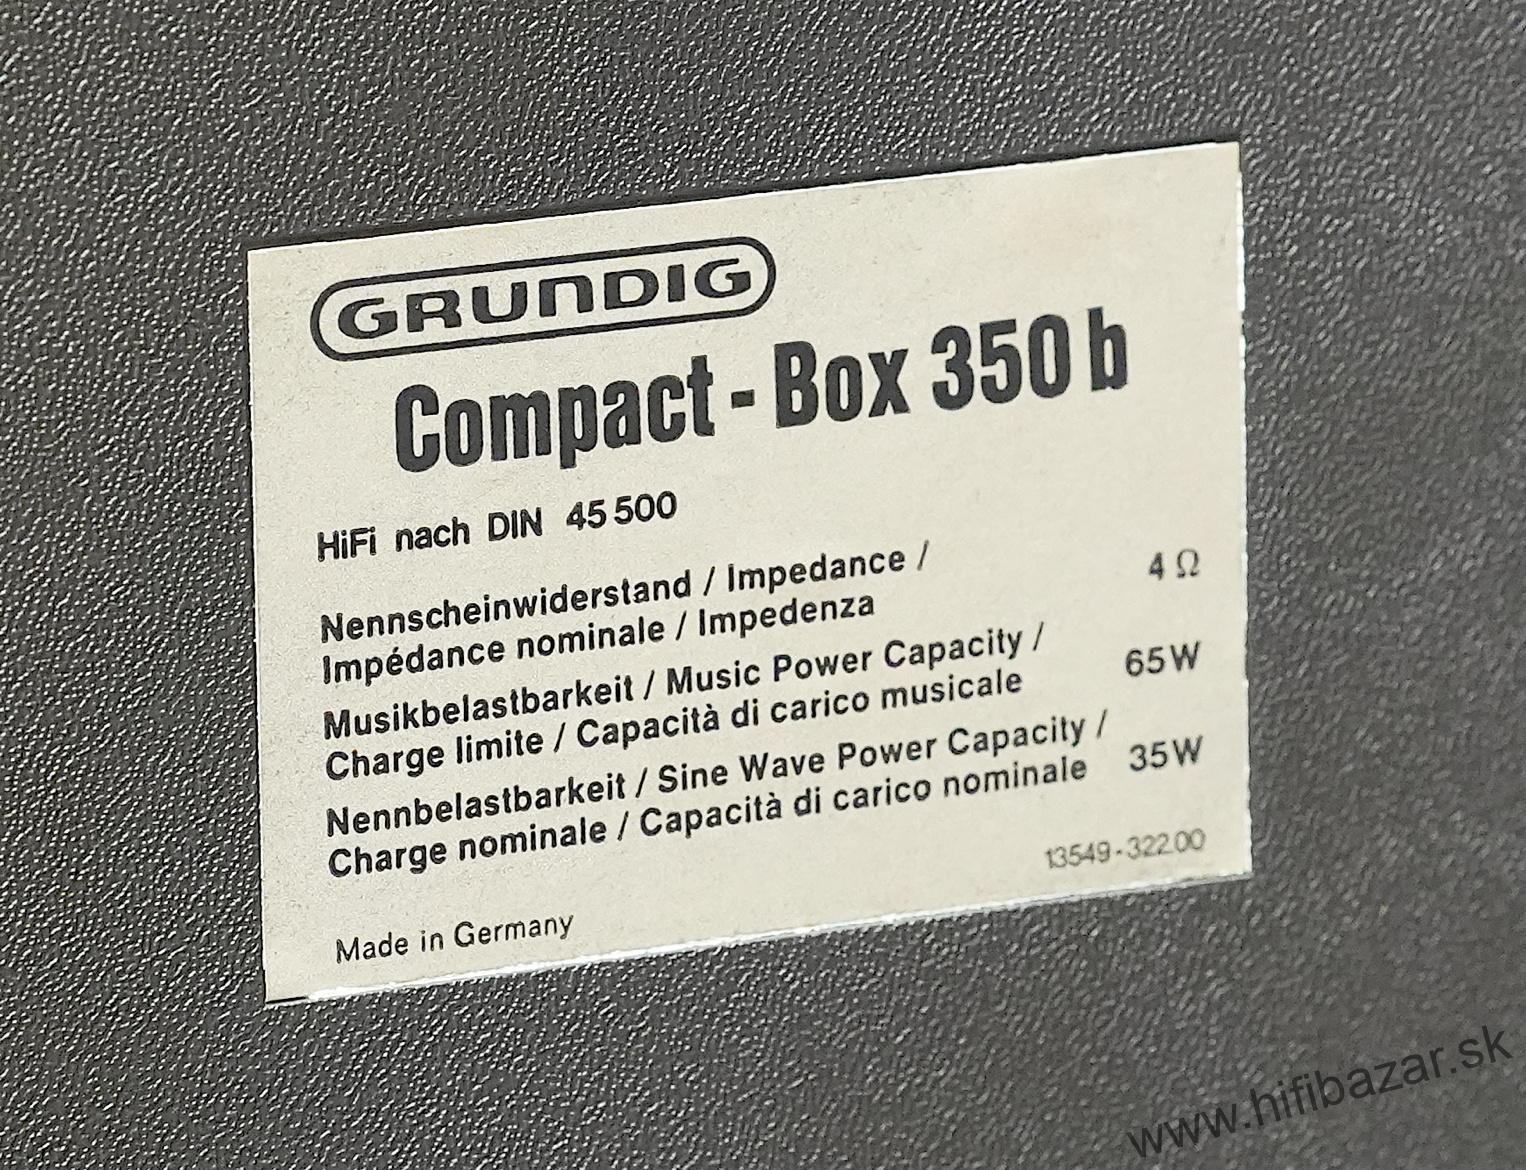 GRUNDIG
Compact - Box 350 b
HiFi nach DIN 45 500
Nennscheinwiderstand / Impedance / 4 Ω
Impédance nominale / Impedenza
Musikbelastbarkeit / Music Power Capacity / 65 W
Charge limite / Capacità di carico musicale
Nennbelastbarkeit / Sine Wave Power Capacity / 35 W
Charge nominale / Capacità di carico nominale
13549-322.00
Made in Germany
www.hifibazar.sk